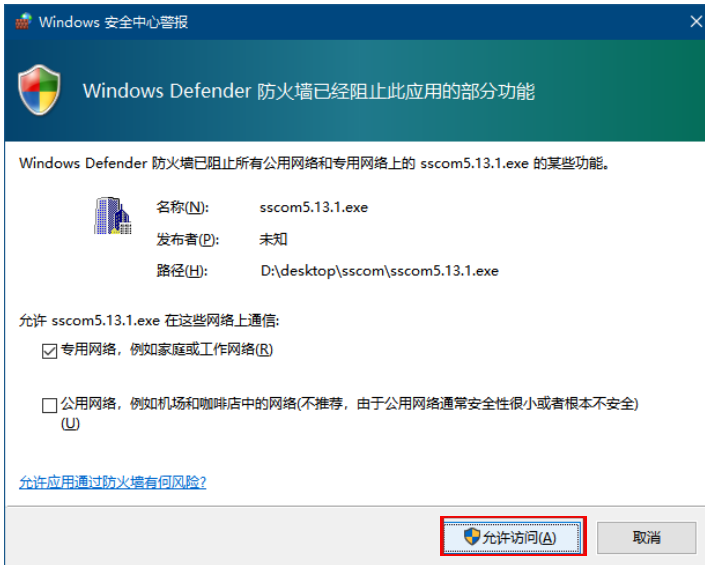 Windows 安全中心警报
Windows Defender 防火墙已经阻止此应用的部分功能
Windows Defender 防火墙已阻止所有公用网络和专用网络上的 sscom5.13.1.exe 的某些功能。
名称(N): sscom5.13.1.exe
发布者(P): 未知
路径(H): D:\desktop\sscom\sscom5.13.1.exe
允许 sscom5.13.1.exe 在这些网络上通信:
专用网络，例如家庭或工作网络(R)
公用网络，例如机场和咖啡店中的网络(不推荐，由于公用网络通常安全性很小或者根本不安全)
(U)
允许应用通过防火墙有何风险?
允许访问(A) 取消